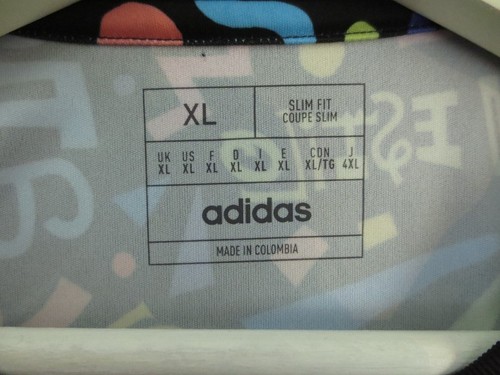 XL
SLIM FIT
COUPE SLIM
UK US F D I E CDN J
XL XL XL XL XL XL XL/TG 4XL
adidas
MADE IN COLOMBIA